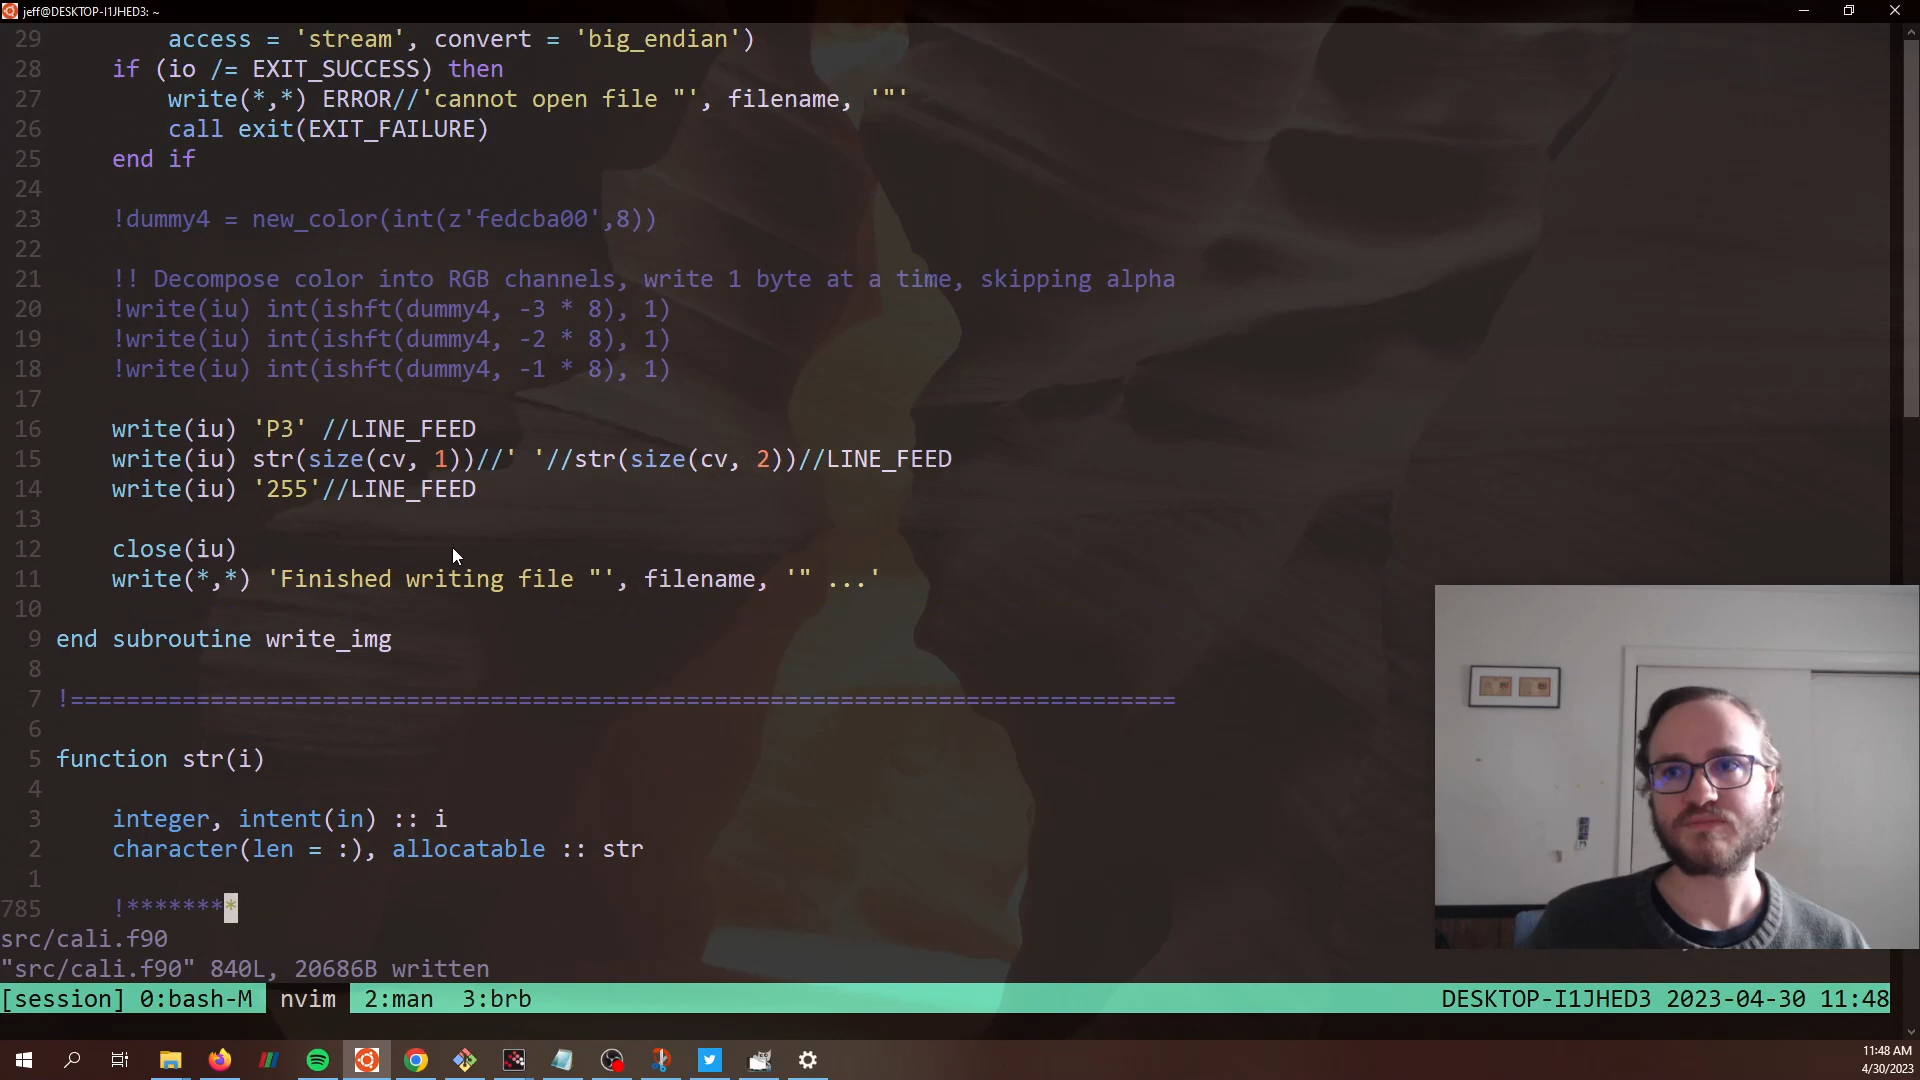 jeff@DESKTOP-I1JHED3: ~
29 access = 'stream', convert = 'big_endian')
28 if (io /= EXIT_SUCCESS) then
27 write(*,*) ERROR//'cannot open file "', filename, '"'
26 call exit(EXIT_FAILURE)
25 end if
24
23 !dummy4 = new_color(int(z'fedcba00',8))
22
21 !! Decompose color into RGB channels, write 1 byte at a time, skipping alpha
20 !write(iu) int(ishft(dummy4, -3 * 8), 1)
19 !write(iu) int(ishft(dummy4, -2 * 8), 1)
18 !write(iu) int(ishft(dummy4, -1 * 8), 1)
17
16 write(iu) 'P3' //LINE_FEED
15 write(iu) str(size(cv, 1))//' '//str(size(cv, 2))//LINE_FEED
14 write(iu) '255'//LINE_FEED
13
12 close(iu)
11 write(*,*) 'Finished writing file "', filename, '" ...'
10
9 end subroutine write_img
8
7 !===============================================================================
6
5 function str(i)
4
3 integer, intent(in) :: i
2 character(len = :), allocatable :: str
1
785 !********
src/cali.f90
"src/cali.f90" 840L, 20686B written
[session] 0:bash-M nvim 2:man 3:brb DESKTOP-I1JHED3 2023-04-30 11:48
11:48 AM
4/30/2023